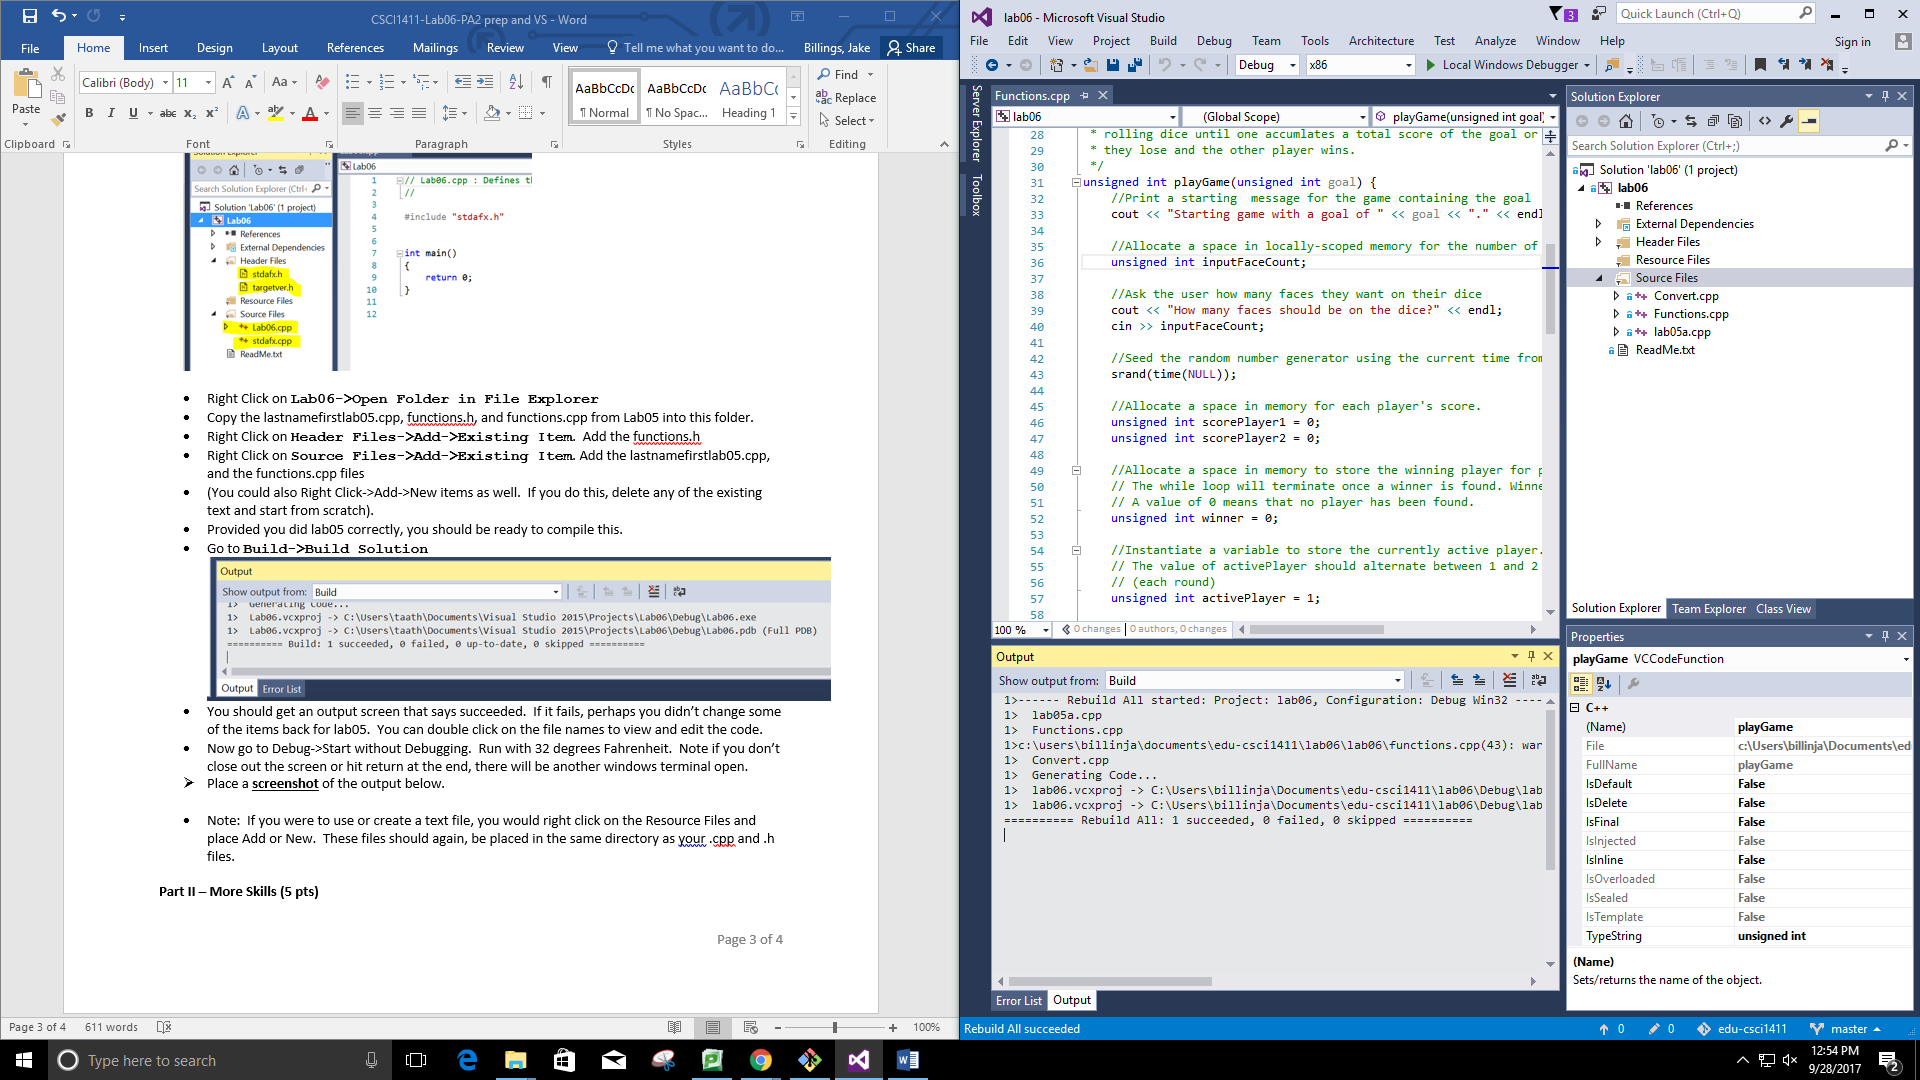 CSCI1411-Lab06-PA2 prep and VS - Word
File Home Insert Design Layout References Mailings Review View Tell me what you want to do... Billings, Jake Share
Calibri (Body) 11
Paste
Find
Replace
Select
AaBbCcDc AaBbCcDc AaBbCc
¶ Normal ¶ No Spac... Heading 1
Clipboard Font Paragraph Styles Editing
Search Solution Explorer (Ctrl+
Solution 'Lab06' (1 project)
Lab06
References
External Dependencies
Header Files
stdafx.h
targetver.h
Resource Files
Source Files
Lab06.cpp
stdafx.cpp
ReadMe.txt
Lab06
1 // Lab06.cpp : Defines t
2 //
3
4 #include "stdafx.h"
5
6
7 int main()
8 {
9 return 0;
10 }
11
12
• Right Click on Lab06->Open Folder in File Explorer
• Copy the lastnamefirstlab05.cpp, functions.h, and functions.cpp from Lab05 into this folder.
• Right Click on Header Files->Add->Existing Item. Add the functions.h
• Right Click on Source Files->Add->Existing Item. Add the lastnamefirstlab05.cpp,
and the functions.cpp files
• (You could also Right Click->Add->New items as well. If you do this, delete any of the existing
text and start from scratch).
• Provided you did lab05 correctly, you should be ready to compile this.
• Go to Build->Build Solution
Output
Show output from: Build
1> Generating Code...
1> Lab06.vcxproj -> C:\Users\taath\Documents\Visual Studio 2015\Projects\Lab06\Debug\Lab06.exe
1> Lab06.vcxproj -> C:\Users\taath\Documents\Visual Studio 2015\Projects\Lab06\Debug\Lab06.pdb (Full PDB)
========== Build: 1 succeeded, 0 failed, 0 up-to-date, 0 skipped ==========
Output Error List
• You should get an output screen that says succeeded. If it fails, perhaps you didn't change some
of the items back for lab05. You can double click on the file names to view and edit the code.
• Now go to Debug->Start without Debugging. Run with 32 degrees Fahrenheit. Note if you don't
close out the screen or hit return at the end, there will be another windows terminal open.
➢ Place a screenshot of the output below.
• Note: If you were to use or create a text file, you would right click on the Resource Files and
place Add or New. These files should again, be placed in the same directory as your .cpp and .h
files.
Part II – More Skills (5 pts)
Page 3 of 4
Page 3 of 4 611 words 100%
lab06 - Microsoft Visual Studio
3
Quick Launch (Ctrl+Q)
File Edit View Project Build Debug Team Tools Architecture Test Analyze Window Help Sign in
Debug x86 Local Windows Debugger
Server Explorer
Toolbox
Functions.cpp
lab06 (Global Scope) playGame(unsigned int goal)
28 * rolling dice until one accumlates a total score of the goal or
29 * they lose and the other player wins.
30 */
31 unsigned int playGame(unsigned int goal) {
32 //Print a starting message for the game containing the goal
33 cout << "Starting game with a goal of " << goal << "." << endl
34
35 //Allocate a space in locally-scoped memory for the number of
36 unsigned int inputFaceCount;
37
38 //Ask the user how many faces they want on their dice
39 cout << "How many faces should be on the dice?" << endl;
40 cin >> inputFaceCount;
41
42 //Seed the random number generator using the current time from
43 srand(time(NULL));
44
45 //Allocate a space in memory for each player's score.
46 unsigned int scorePlayer1 = 0;
47 unsigned int scorePlayer2 = 0;
48
49 //Allocate a space in memory to store the winning player for p
50 // The while loop will terminate once a winner is found. Winne
51 // A value of 0 means that no player has been found.
52 unsigned int winner = 0;
53
54 //Instantiate a variable to store the currently active player.
55 // The value of activePlayer should alternate between 1 and 2
56 // (each round)
57 unsigned int activePlayer = 1;
58
100 % 0 changes | 0 authors, 0 changes
Output
Show output from: Build
1>------ Rebuild All started: Project: lab06, Configuration: Debug Win32 ----
1> lab05a.cpp
1> Functions.cpp
1>c:\users\billinja\documents\edu-csci1411\lab06\lab06\functions.cpp(43): war
1> Convert.cpp
1> Generating Code...
1> lab06.vcxproj -> C:\Users\billinja\Documents\edu-csci1411\lab06\Debug\lab
1> lab06.vcxproj -> C:\Users\billinja\Documents\edu-csci1411\lab06\Debug\lab
========== Rebuild All: 1 succeeded, 0 failed, 0 skipped ==========
Error List Output
Solution Explorer
Search Solution Explorer (Ctrl+;)
Solution 'lab06' (1 project)
lab06
References
External Dependencies
Header Files
Resource Files
Source Files
Convert.cpp
Functions.cpp
lab05a.cpp
ReadMe.txt
Solution Explorer Team Explorer Class View
Properties
playGame VCCodeFunction
C++
(Name) playGame
File c:\Users\billinja\Documents\ed
FullName playGame
IsDefault False
IsDelete False
IsFinal False
IsInjected False
IsInline False
IsOverloaded False
IsSealed False
IsTemplate False
TypeString unsigned int
(Name)
Sets/returns the name of the object.
Rebuild All succeeded 0 0 edu-csci1411 master
Type here to search
12:54 PM
9/28/2017
2